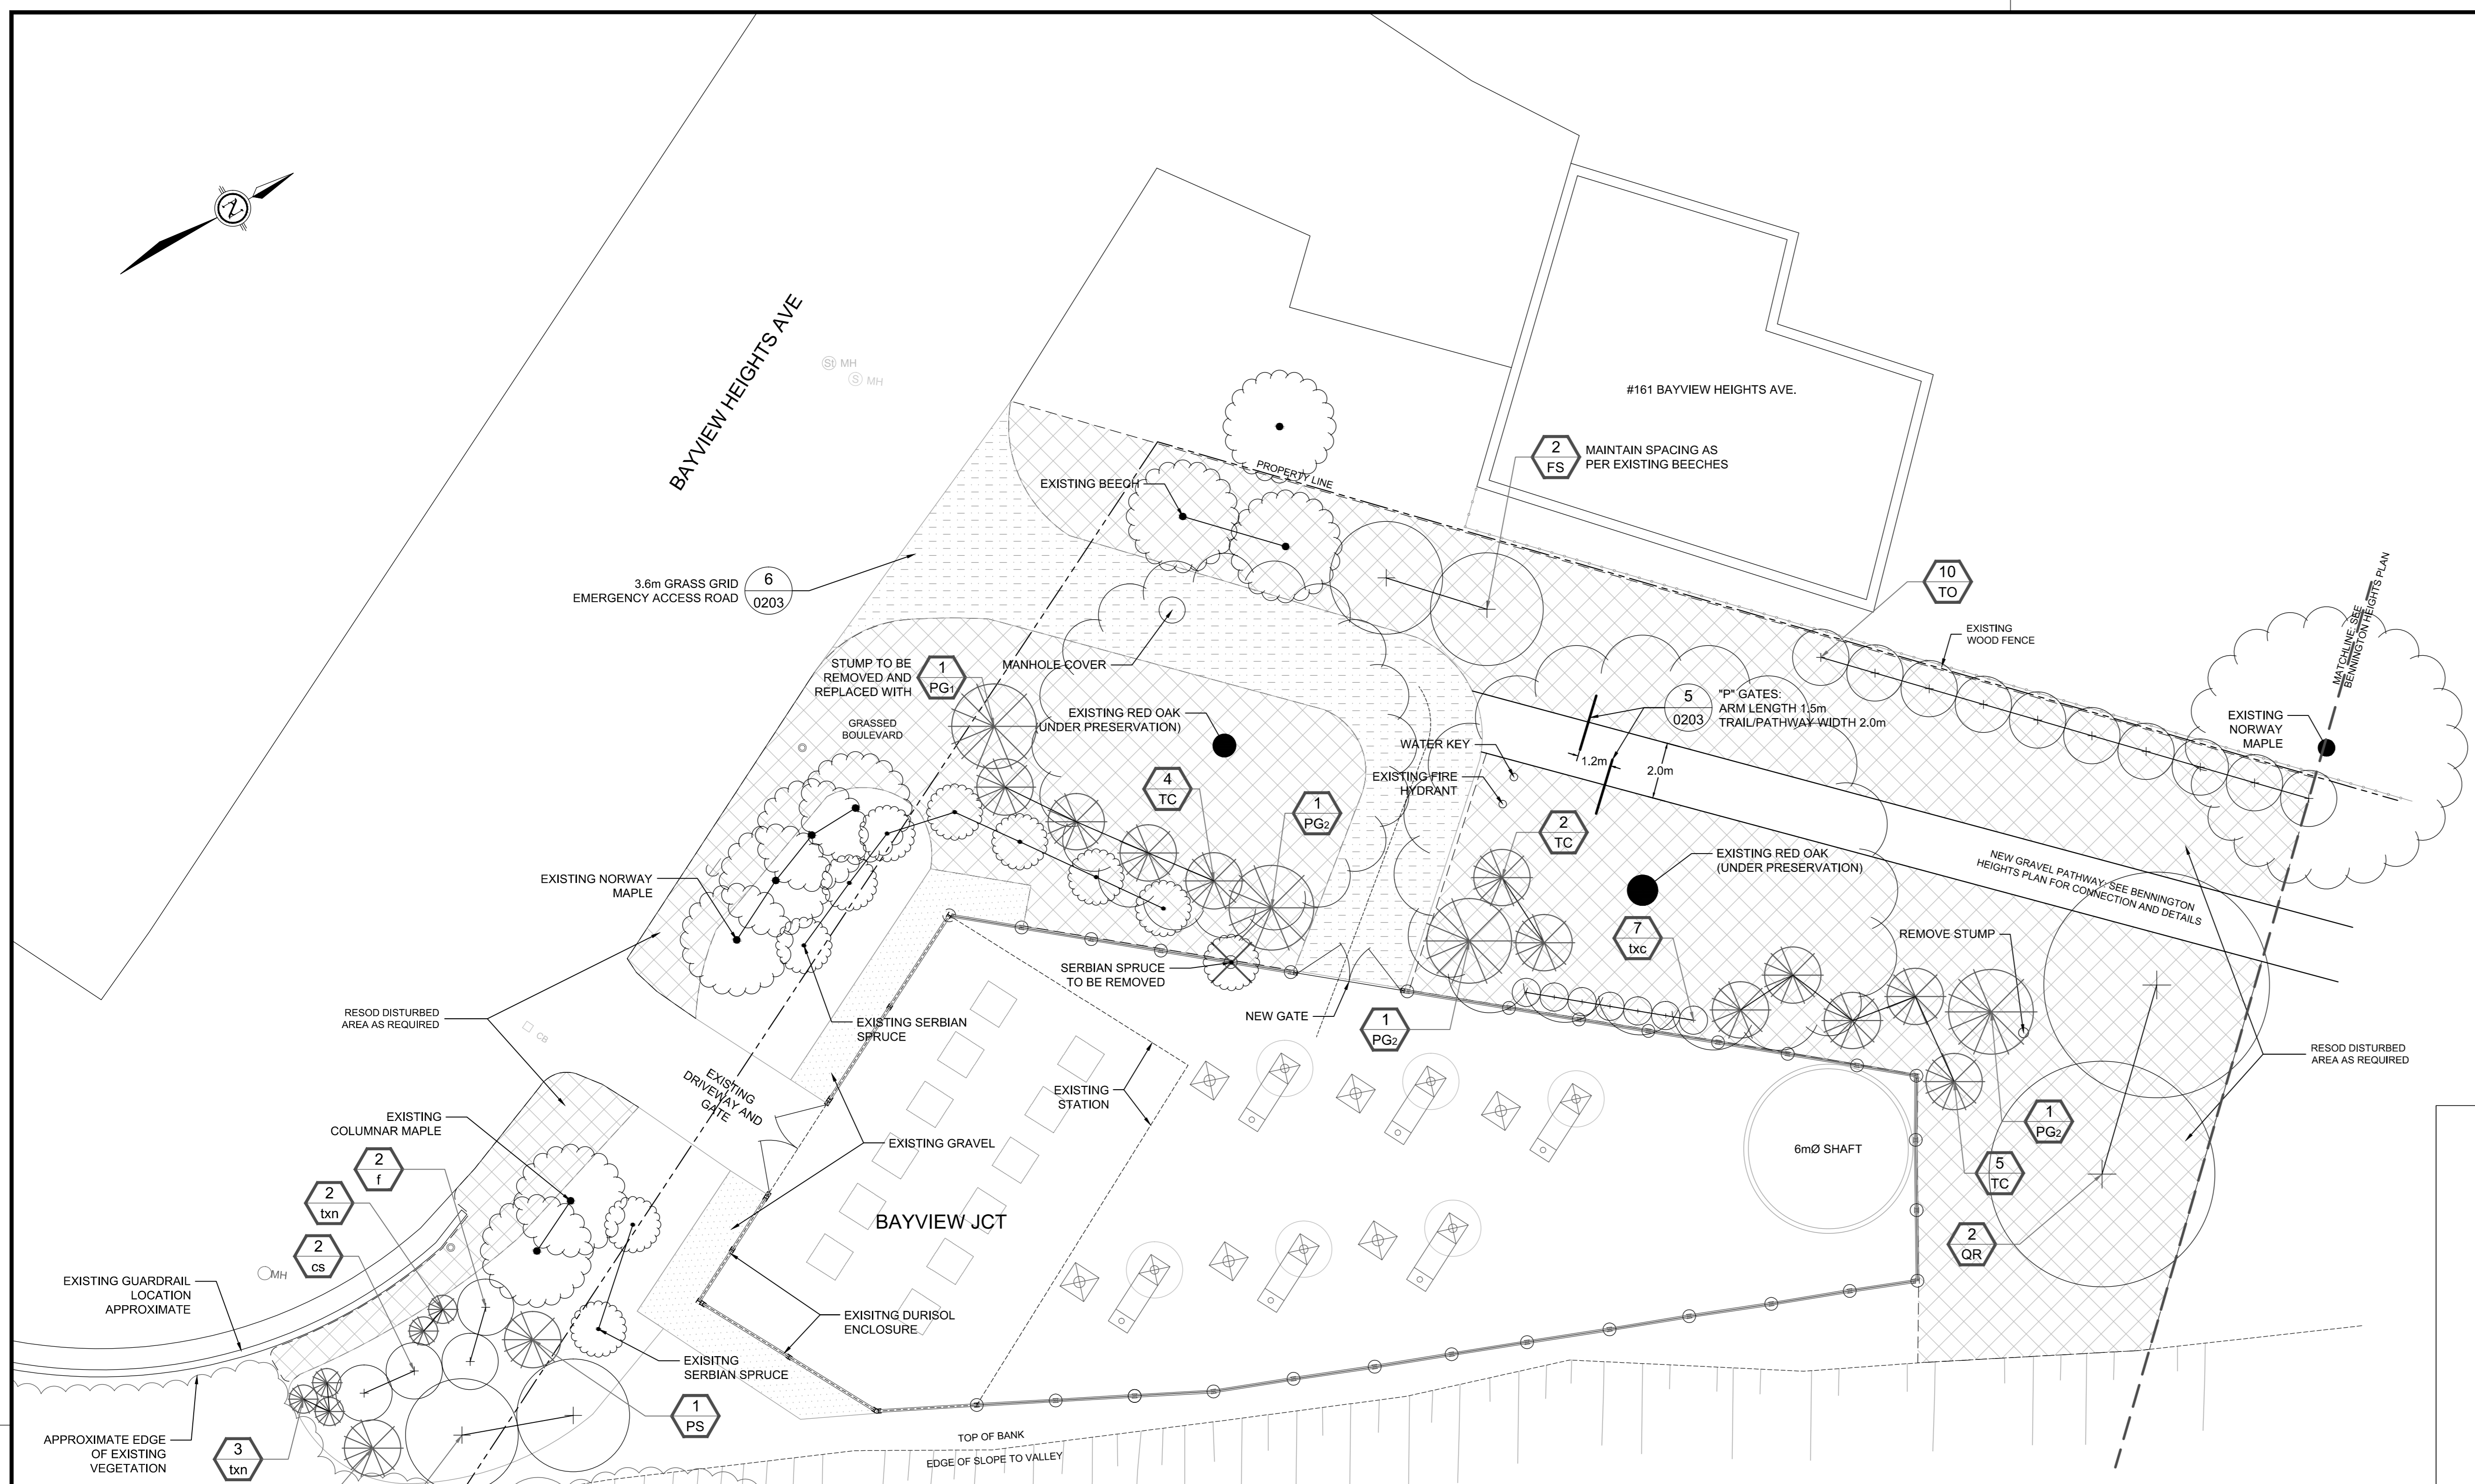 N
BAYVIEW HEIGHTS AVE
St MH
S MH
#161 BAYVIEW HEIGHTS AVE.
2
FS
MAINTAIN SPACING AS
PER EXISTING BEECHES
PROPERTY LINE
EXISTING BEECH
3.6m GRASS GRID
EMERGENCY ACCESS ROAD
6
0203
10
TO
EXISTING
WOOD FENCE
MATCHLINE: SEE
BENNINGTON HEIGHTS PLAN
STUMP TO BE
REMOVED AND
REPLACED WITH
1
PG1
MANHOLE COVER
GRASSED
BOULEVARD
EXISTING RED OAK
(UNDER PRESERVATION)
5
0203
"P" GATES:
ARM LENGTH 1.5m
TRAIL/PATHWAY WIDTH 2.0m
EXISTING
NORWAY
MAPLE
WATER KEY
1.2m
2.0m
EXISTING FIRE
HYDRANT
4
TC
1
PG2
2
TC
EXISTING NORWAY
MAPLE
EXISTING RED OAK
(UNDER PRESERVATION)
NEW GRAVEL PATHWAY: SEE BENNINGTON
HEIGHTS PLAN FOR CONNECTION AND DETAILS
7
txc
REMOVE STUMP
SERBIAN SPRUCE
TO BE REMOVED
NEW GATE
1
PG2
RESOD DISTURBED
AREA AS REQUIRED
CB
EXISTING SERBIAN
SPRUCE
RESOD DISTURBED
AREA AS REQUIRED
EXISTING
DRIVEWAY AND
GATE
EXISTING
STATION
EXISTING
COLUMNAR MAPLE
EXISTING GRAVEL
6mØ SHAFT
1
PG2
5
TC
2
f
2
txn
2
cs
BAYVIEW JCT
2
QR
MH
EXISTING GUARDRAIL
LOCATION
APPROXIMATE
EXISITNG DURISOL
ENCLOSURE
EXISITNG
SERBIAN SPRUCE
1
PS
APPROXIMATE EDGE
OF EXISTING
VEGETATION
3
txn
TOP OF BANK
EDGE OF SLOPE TO VALLEY